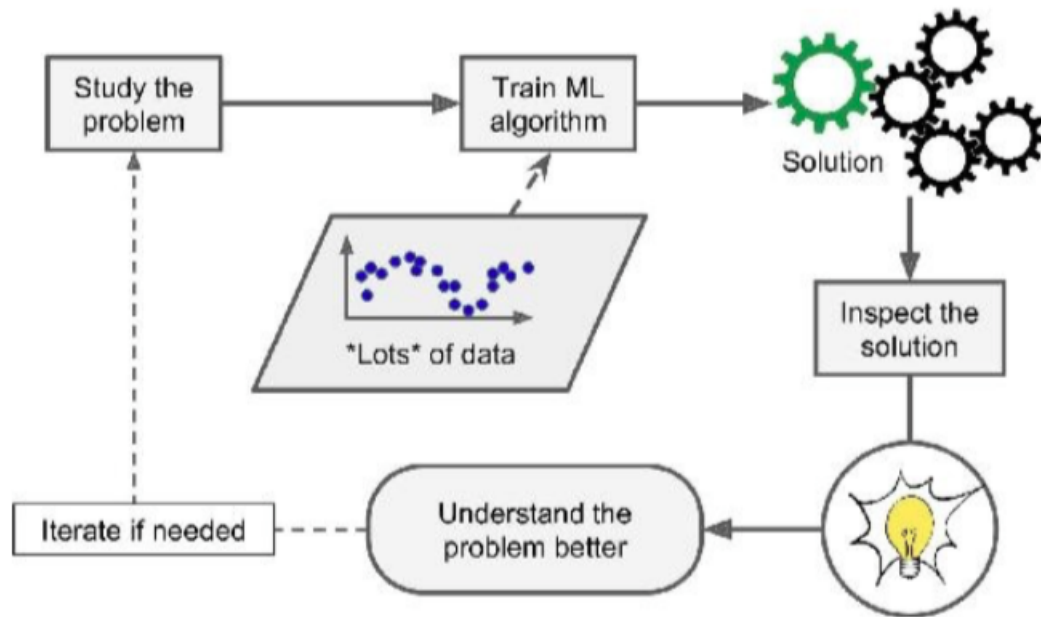 Study the
problem
Train ML
algorithm
Solution
*Lots* of data
Inspect the
solution
Understand the
problem better
Iterate if needed